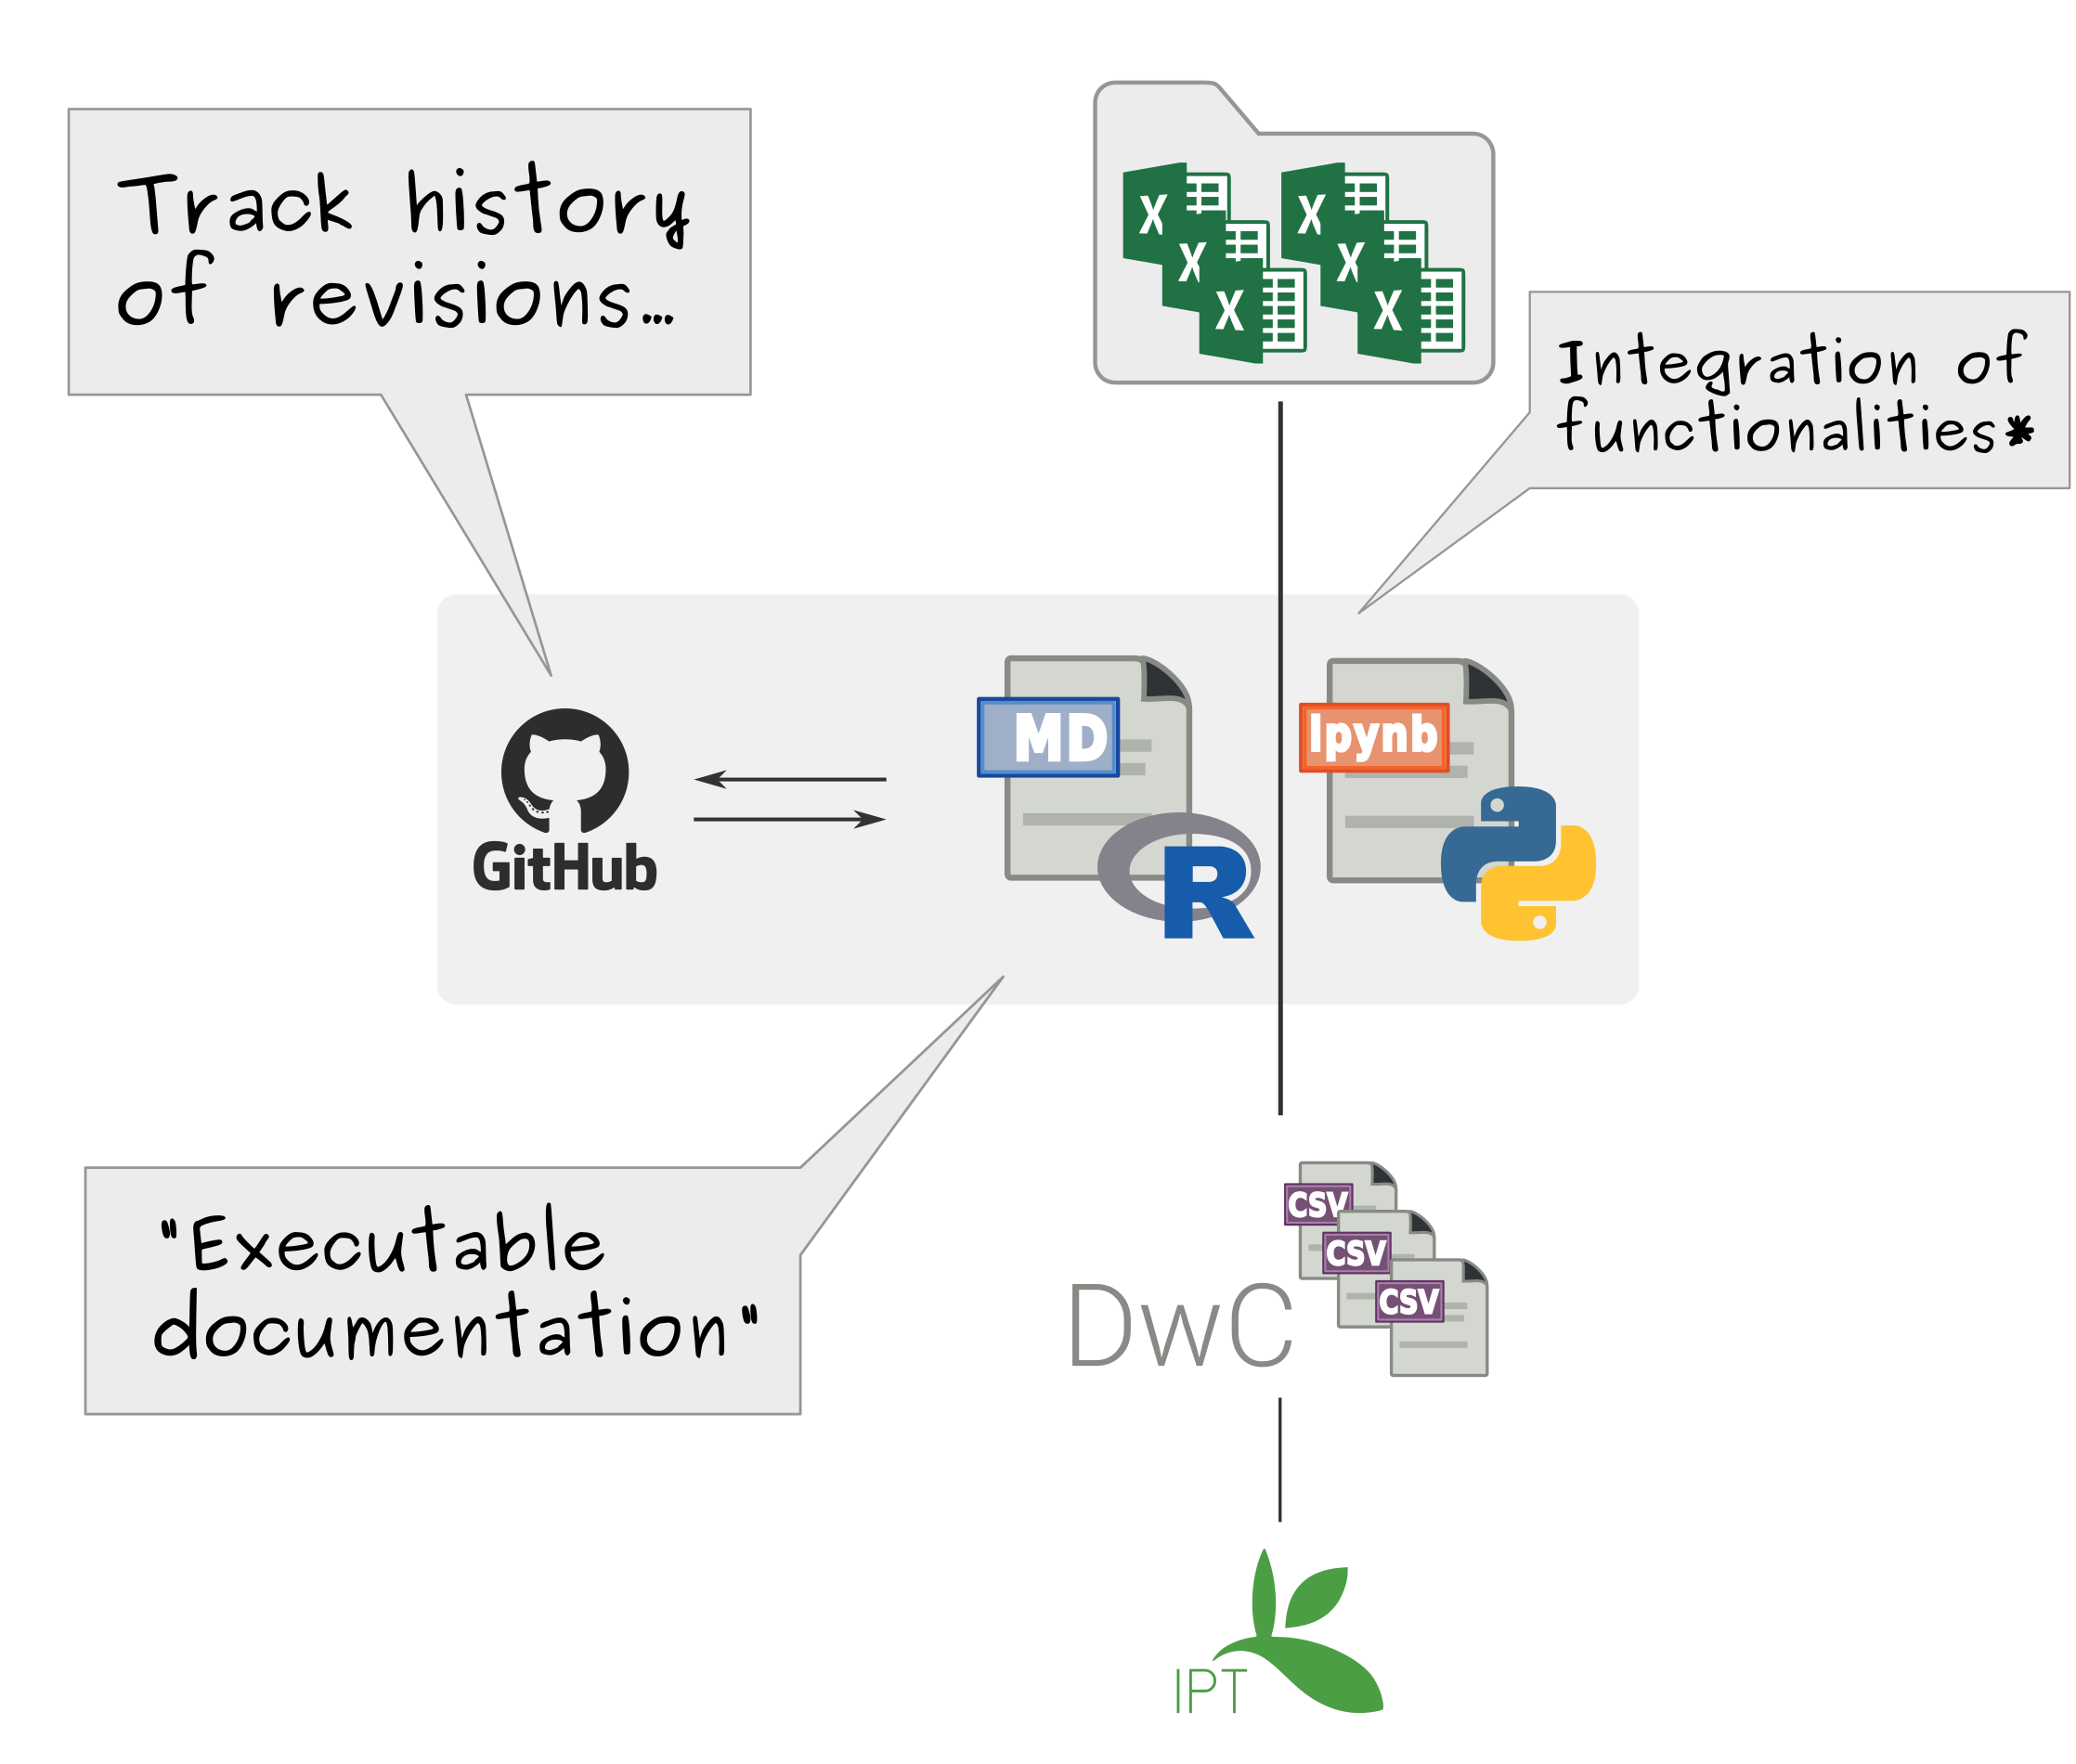 Track history
of revisions...
X X
X X
X X
Integration of
functionalities*
MD
Ipynb
GitHub
R
"Executable
documentation"
CSV
CSV
CSV
DwC
IPT